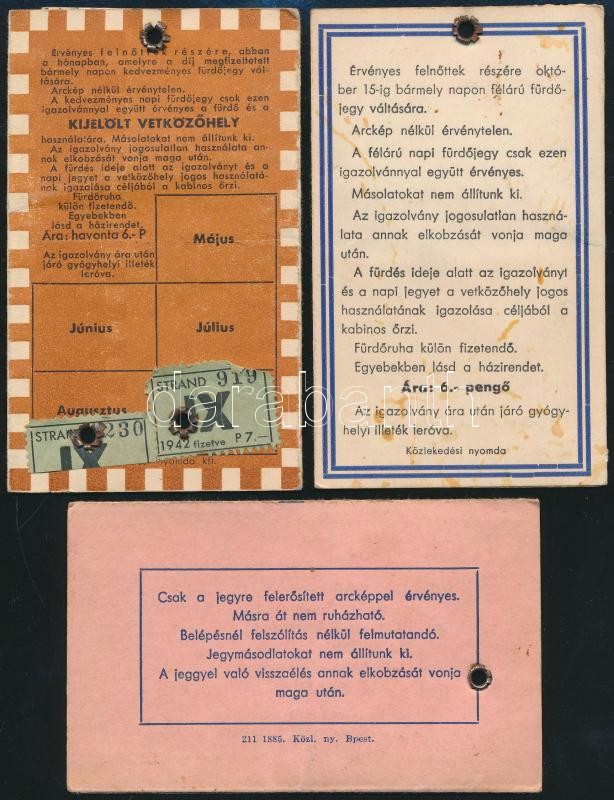 Érvényes felnőttek részére, abban
a hónapban, amelyre a díj megfizettetett
bármely napon kedvezményes fürdőjegy vál-
tására.
Arckép nélkül érvénytelen.
A kedvezményes napi fürdőjegy csak ezen
igazolvánnyal együtt érvényes a fürdő és a
KIJELÖLT VETKŐZŐHELY
használatára. Másolatokat nem állítunk ki.
Az igazolvány jogosulatlan használata an-
nak elkobzását vonja maga után.
A fürdés ideje alatt az igazolványt és a
napi jegyet a vetkőzőhely jogos használatá-
nak igazolása céljából a kabinos őrzi.
Fürdőruha
külön fizetendő.
Egyebekben
lásd a házirendet.
Ára: havonta 6.- P
Az igazolvány ára után
járó gyógyhelyi illeték
leróva.
Május
Június
Július
Augusztus
STRAND 919
IX
1942 fizetve P 7.—
STRAND 230
IX
nyomda kft.
Érvényes felnőttek részére októ-
ber 15-ig bármely napon félárú fürdő-
jegy váltására.
Arckép nélkül érvénytelen.
A félárú napi fürdőjegy csak ezen
igazolvánnyal együtt érvényes.
Másolatokat nem állítunk ki.
Az igazolvány jogosulatlan haszná-
lata annak elkobzását vonja maga
után.
A fürdés ideje alatt az igazolványt
és a napi jegyet a vetkőzőhely jogos
használatának igazolása céljából a
kabinos őrzi.
Fürdőruha külön fizetendő.
Egyebekben lásd a házirendet.
Ára: 6.- pengő
Az igazolvány ára után járó gyógy-
helyi illeték leróva.
Közlekedési nyomda
darabanth
Csak a jegyre felerősített arcképpel érvényes.
Másra át nem ruházható.
Belépésnél felszólítás nélkül felmutatandó.
Jegymásodlatokat nem állítunk ki.
A jeggyel való visszaélés annak elkobzását vonja
maga után.
211 1885. Közl. ny. Bpest.